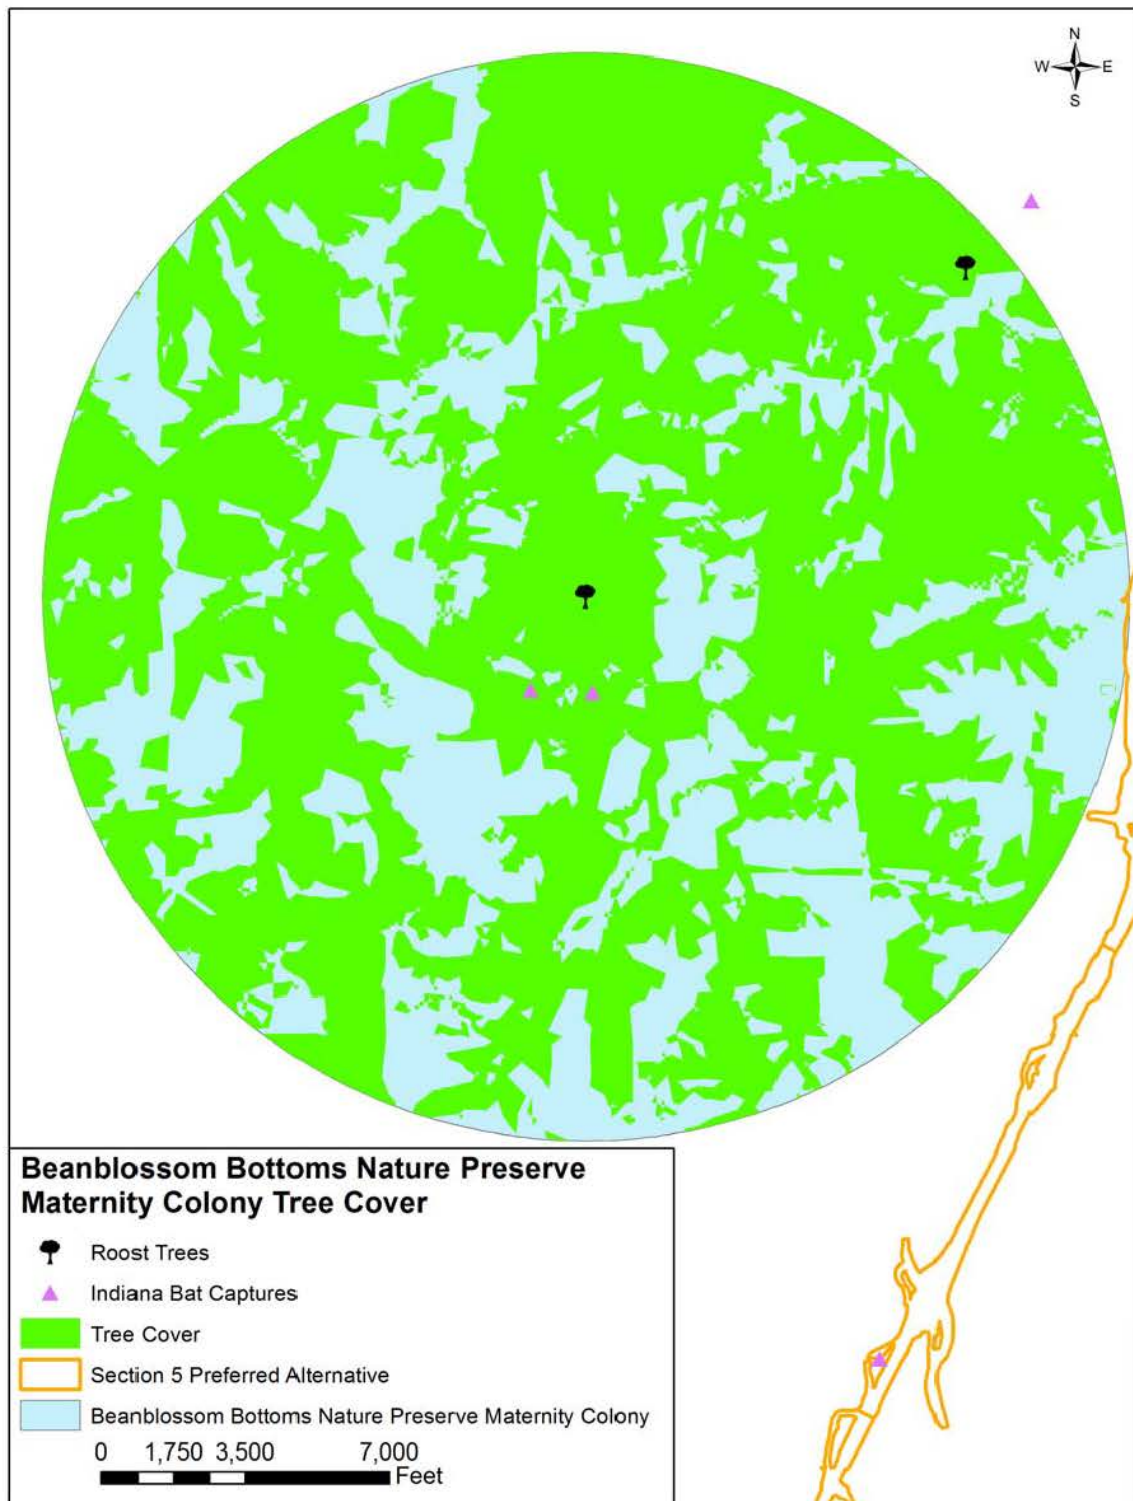 N
W E
S
Beanblossom Bottoms Nature Preserve
Maternity Colony Tree Cover
Roost Trees
Indiana Bat Captures
Tree Cover
Section 5 Preferred Alternative
Beanblossom Bottoms Nature Preserve Maternity Colony
0 1,750 3,500 7,000
Feet